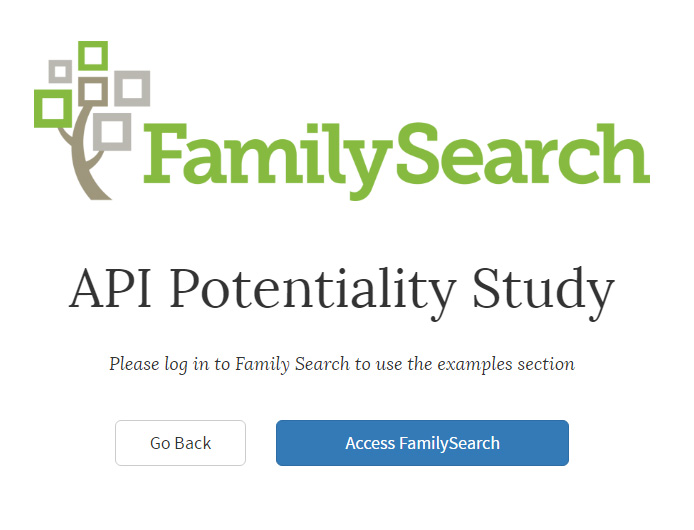 FamilySearch
API Potentiality Study
Please log in to Family Search to use the examples section
Go Back
Access FamilySearch